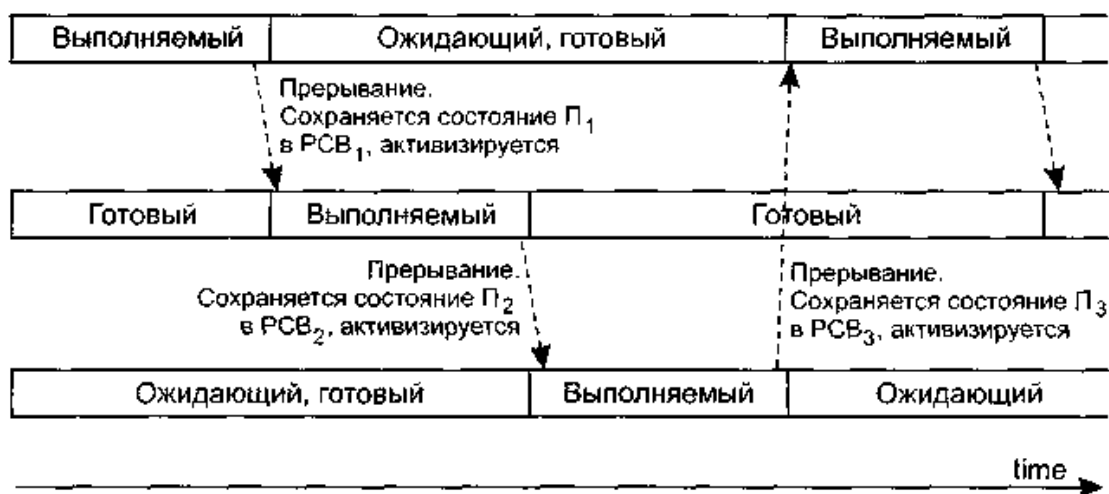 Выполняемый Ожидающий, готовый Выполняемый
Прерывание.
Сохраняется состояние П1
в PCB1, активизируется
Готовый Выполняемый Готовый
Прерывание.
Сохраняется состояние П2
в PCB2, активизируется
Прерывание.
Сохраняется состояние П3
в PCB3, активизируется
Ожидающий, готовый Выполняемый Ожидающий
time